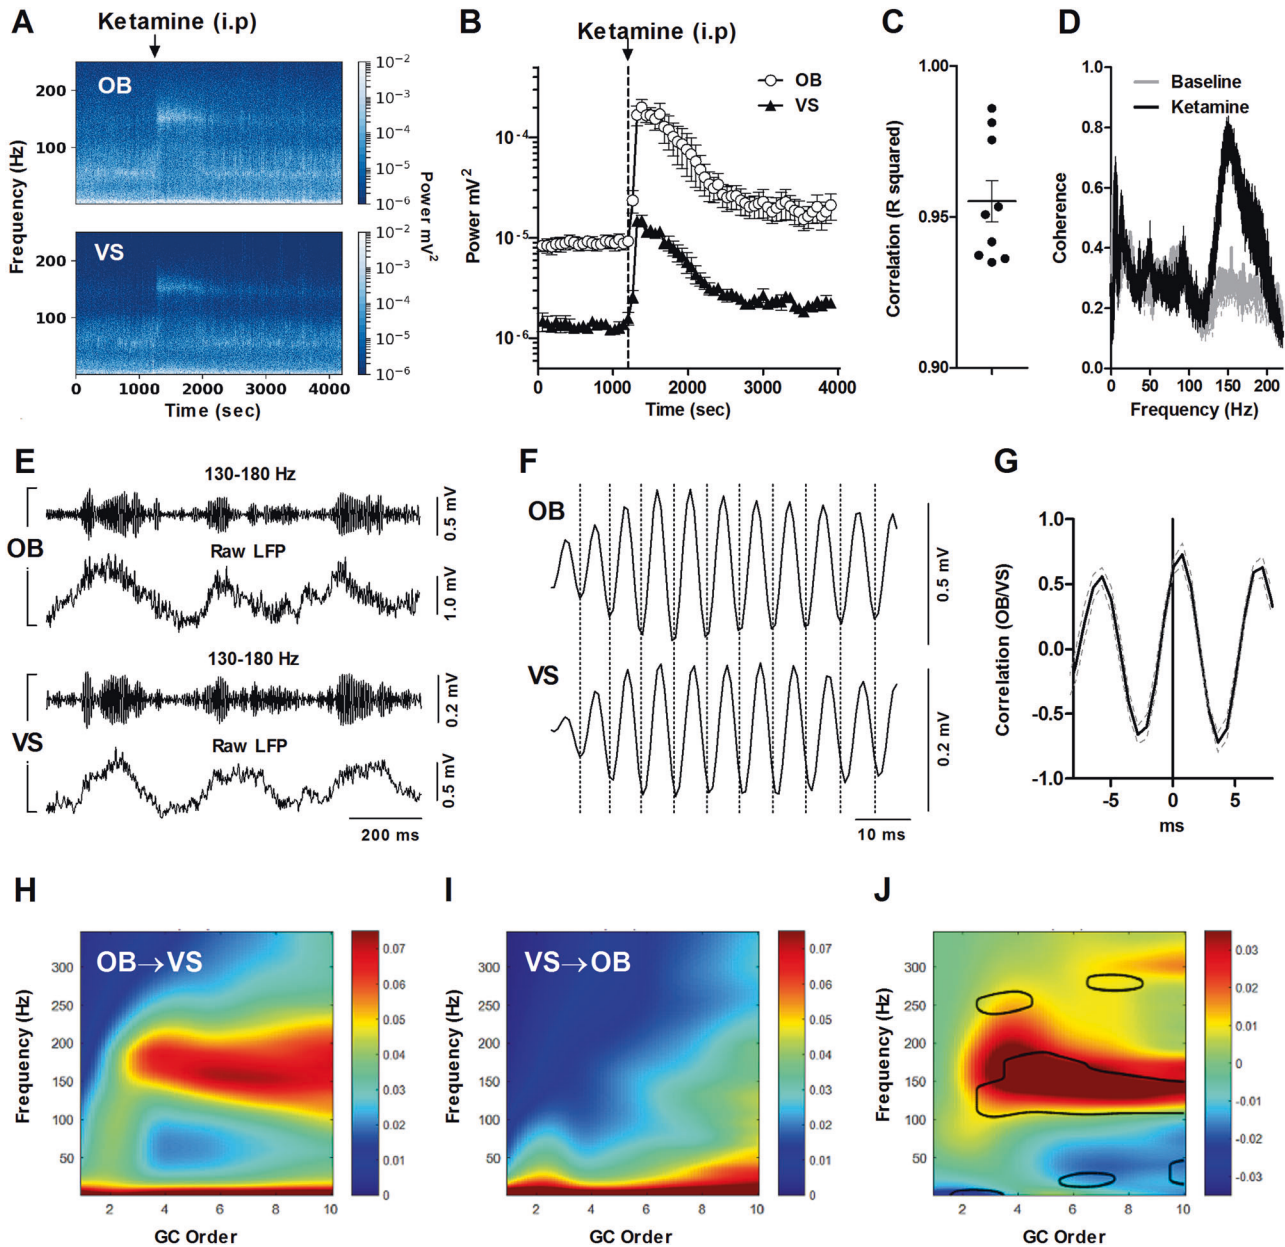 A
Ketamine (i.p)
OB
200
100
VS
200
100
Frequency (Hz)
0
1000
2000
3000
4000
Time (sec)
10⁻²
10⁻³
10⁻⁴
10⁻⁵
10⁻⁶
10⁻²
10⁻³
10⁻⁴
10⁻⁵
10⁻⁶
Power mV²
B
Ketamine (i.p)
OB
VS
10⁻⁴
10⁻⁵
10⁻⁶
Power mV²
0
1000
2000
3000
4000
Time (sec)
C
1.00
0.95
0.90
Correlation (R squared)
D
Baseline
Ketamine
1.0
0.8
0.6
0.4
0.2
0.0
Coherence
0
50
100
150
200
Frequency (Hz)
E
130-180 Hz
0.5 mV
OB
Raw LFP
1.0 mV
130-180 Hz
0.2 mV
VS
Raw LFP
0.5 mV
200 ms
F
OB
0.5 mV
VS
0.2 mV
10 ms
G
1.0
0.5
0.0
-0.5
-1.0
Correlation (OB/VS)
-5
0
5
ms
H
OB→VS
300
250
200
150
100
50
Frequency (Hz)
2
4
6
8
10
GC Order
0.07
0.06
0.05
0.04
0.03
0.02
0.01
0
I
VS→OB
300
250
200
150
100
50
Frequency (Hz)
2
4
6
8
10
GC Order
0.07
0.06
0.05
0.04
0.03
0.02
0.01
0
J
300
250
200
150
100
50
Frequency (Hz)
2
4
6
8
10
GC Order
0.03
0.02
0.01
0
-0.01
-0.02
-0.03